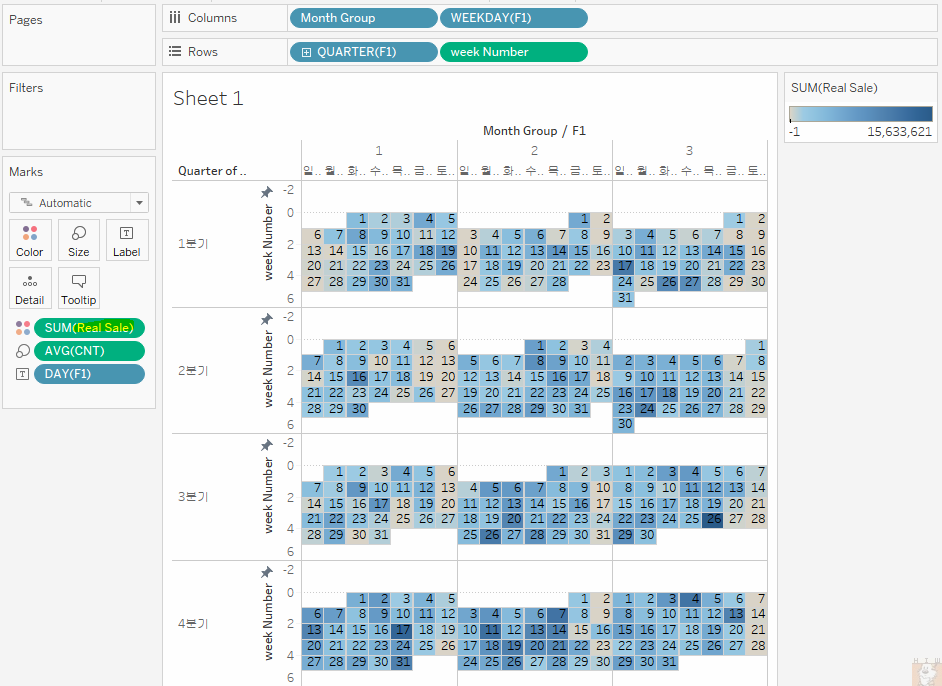 Pages
Columns
Month Group
WEEKDAY(F1)
Rows
QUARTER(F1)
week Number
Filters
Marks
Automatic
Color
Size
Label
Detail
Tooltip
SUM(Real Sale)
AVG(CNT)
DAY(F1)
Sheet 1
Month Group / F1
1 2 3
Quarter of ..
일.. 월.. 화.. 수.. 목.. 금.. 토.. 일.. 월.. 화.. 수.. 목.. 금.. 토.. 일.. 월.. 화.. 수.. 목.. 금.. 토..
1분기
week Number
-2
0
2
4
6
1 2 3 4 5 1 2 1 2
6 7 8 9 10 11 12 3 4 5 6 7 8 9 3 4 5 6 7 8 9
13 14 15 16 17 18 19 10 11 12 13 14 15 16 10 11 12 13 14 15 16
20 21 22 23 24 25 26 17 18 19 20 21 22 23 17 18 19 20 21 22 23
27 28 29 30 31 24 25 26 27 28 24 25 26 27 28 29 30
31
2분기
week Number
-2
0
2
4
6
1 2 3 4 5 6 1 2 3 4 1
7 8 9 10 11 12 13 5 6 7 8 9 10 11 2 3 4 5 6 7 8
14 15 16 17 18 19 20 12 13 14 15 16 17 18 9 10 11 12 13 14 15
21 22 23 24 25 26 27 19 20 21 22 23 24 25 16 17 18 19 20 21 22
28 29 30 26 27 28 29 30 31 23 24 25 26 27 28 29
30
3분기
week Number
-2
0
2
4
6
1 2 3 4 5 6 1 2 3 1 2 3 4 5 6 7
7 8 9 10 11 12 13 4 5 6 7 8 9 10 8 9 10 11 12 13 14
14 15 16 17 18 19 20 11 12 13 14 15 16 17 15 16 17 18 19 20 21
21 22 23 24 25 26 27 18 19 20 21 22 23 24 22 23 24 25 26 27 28
28 29 30 31 25 26 27 28 29 30 31 29 30
4분기
week Number
-2
0
2
4
6
1 2 3 4 5 1 2 1 2 3 4 5 6 7
6 7 8 9 10 11 12 3 4 5 6 7 8 9 8 9 10 11 12 13 14
13 14 15 16 17 18 19 10 11 12 13 14 15 16 15 16 17 18 19 20 21
20 21 22 23 24 25 26 17 18 19 20 21 22 23 22 23 24 25 26 27 28
27 28 29 30 31 24 25 26 27 28 29 30 29 30 31
SUM(Real Sale)
-1 15,633,621